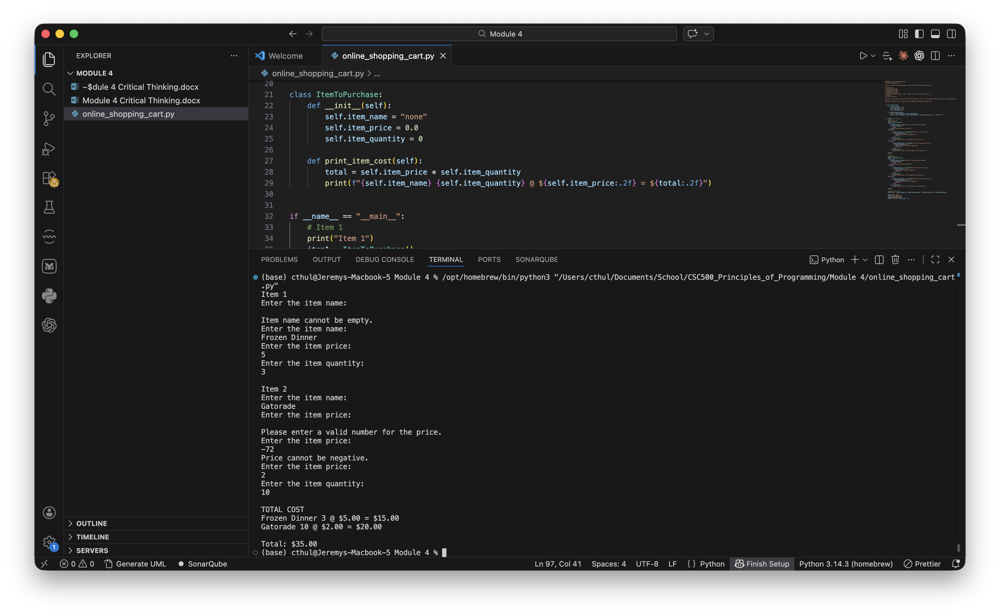 Module 4
EXPLORER
Welcome
online_shopping_cart.py
MODULE 4
~$dule 4 Critical Thinking.docx
Module 4 Critical Thinking.docx
online_shopping_cart.py
online_shopping_cart.py > ...
20
21 class ItemToPurchase:
22 def __init__(self):
23 self.item_name = "none"
24 self.item_price = 0.0
25 self.item_quantity = 0
26
27 def print_item_cost(self):
28 total = self.item_price * self.item_quantity
29 print(f"{self.item_name} {self.item_quantity} @ ${self.item_price:.2f} = ${total:.2f}")
30
31
32 if __name__ == "__main__":
33 # Item 1
34 print("Item 1")
35 item1 = ItemToPurchase()
PROBLEMS OUTPUT DEBUG CONSOLE TERMINAL PORTS SONARQUBE
Python
(base) cthul@Jeremys-Macbook-5 Module 4 % /opt/homebrew/bin/python3 "/Users/cthul/Documents/School/CSC500_Principles_of_Programming/Module 4/online_shopping_cart
.py"
Item 1
Enter the item name:
Item name cannot be empty.
Enter the item name:
Frozen Dinner
Enter the item price:
5
Enter the item quantity:
3
Item 2
Enter the item name:
Gatorade
Enter the item price:
Please enter a valid number for the price.
Enter the item price:
-72
Price cannot be negative.
Enter the item price:
2
Enter the item quantity:
10
TOTAL COST
Frozen Dinner 3 @ $5.00 = $15.00
Gatorade 10 @ $2.00 = $20.00
Total: $35.00
(base) cthul@Jeremys-Macbook-5 Module 4 %
OUTLINE
TIMELINE
SERVERS
1
0 0 Generate UML SonarQube Ln 97, Col 41 Spaces: 4 UTF-8 LF { } Python Finish Setup Python 3.14.3 (homebrew) Prettier